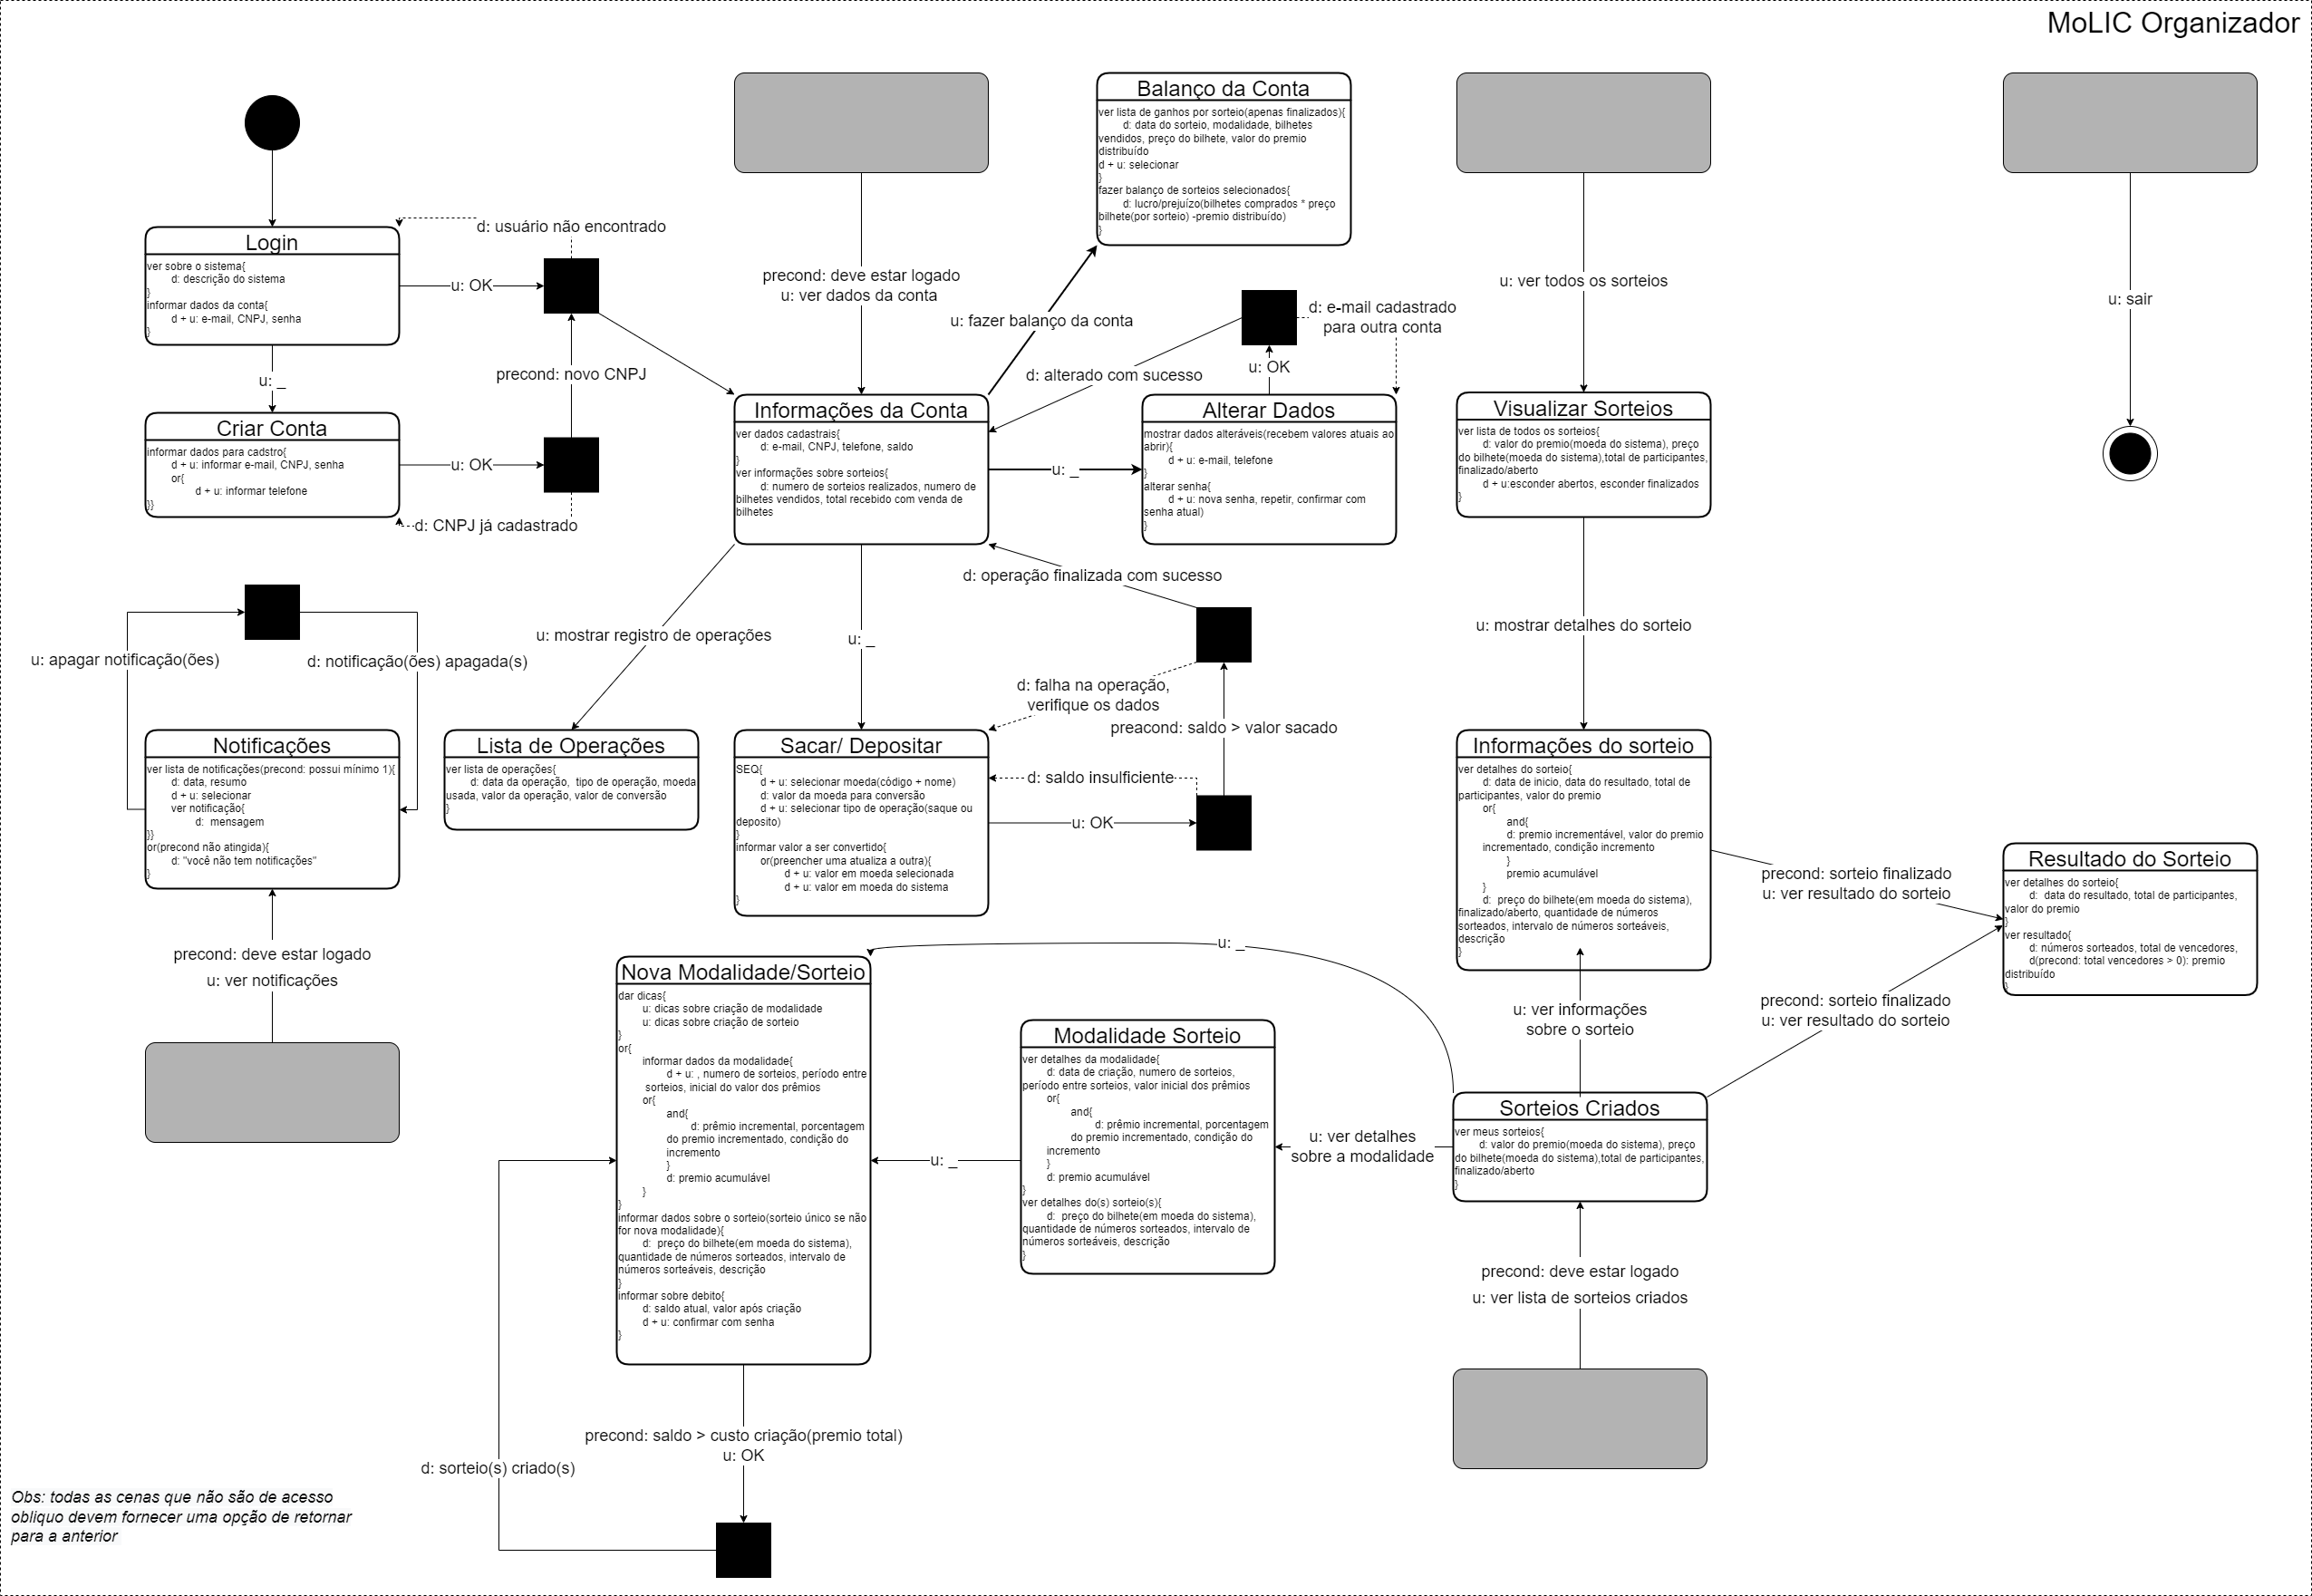 MoLIC Organizador
Login
ver sobre o sistema{
d: descrição do sistema
}
informar dados da conta{
d + u: e-mail, CNPJ, senha
}
u: OK
d: usuário não encontrado
u: _
precond: novo CNPJ
Criar Conta
informar dados para cadstro{
d + u: informar e-mail, CNPJ, senha
or{
d + u: informar telefone
}}
u: OK
d: CNPJ já cadastrado
precond: deve estar logado
u: ver dados da conta
Balanço da Conta
ver lista de ganhos por sorteio(apenas finalizados){
d: data do sorteio, modalidade, bilhetes
vendidos, preço do bilhete, valor do premio
distribuído
d + u: selecionar
}
fazer balanço de sorteios selecionados{
d: lucro/prejuízo(bilhetes comprados * preço
bilhete(por sorteio) -premio distribuído)
}
u: fazer balanço da conta
d: e-mail cadastrado
para outra conta
d: alterado com sucesso
u: OK
Informações da Conta
ver dados cadastrais{
d: e-mail, CNPJ, telefone, saldo
}
ver informações sobre sorteios{
d: numero de sorteios realizados, numero de
bilhetes vendidos, total recebido com venda de
bilhetes
u: _
Alterar Dados
mostrar dados alteráveis(recebem valores atuais ao
abrir){
d + u: e-mail, telefone
}
alterar senha{
d + u: nova senha, repetir, confirmar com
senha atual)
}
u: ver todos os sorteios
Visualizar Sorteios
ver lista de todos os sorteios{
d: valor do premio(moeda do sistema), preço
do bilhete(moeda do sistema),total de participantes,
finalizado/aberto
d + u:esconder abertos, esconder finalizados
}
u: sair
u: apagar notificação(ões)
d: notificação(ões) apagada(s)
Notificações
ver lista de notificações(precond: possui mínimo 1){
d: data, resumo
d + u: selecionar
ver notificação{
d:  mensagem
}}
or(precond não atingida){
d: "você não tem notificações"
}
precond: deve estar logado
u: ver notificações
u: mostrar registro de operações
Lista de Operações
ver lista de operações{
d: data da operação,  tipo de operação, moeda
usada, valor da operação, valor de conversão
}
u: _
d: operação finalizada com sucesso
d: falha na operação,
verifique os dados
preacond: saldo > valor sacado
d: saldo insuficiente
u: OK
Sacar/ Depositar
SEQ{
d + u: selecionar moeda(código + nome)
d: valor da moeda para conversão
d + u: selecionar tipo de operação(saque ou
deposito)
}
informar valor a ser convertido{
or(preencher uma atualiza a outra){
d + u: valor em moeda selecionada
d + u: valor em moeda do sistema
}
u: mostrar detalhes do sorteio
Informações do sorteio
ver detalhes do sorteio{
d: data de inicio, data do resultado, total de
participantes, valor do premio
or{
and{
d: premio incrementável, valor do premio
incrementado, condição incremento
}
premio acumulável
}
d:  preço do bilhete(em moeda do sistema),
finalizado/aberto, quantidade de números
sorteados, intervalo de números sorteáveis,
descrição
}
precond: sorteio finalizado
u: ver resultado do sorteio
Resultado do Sorteio
ver detalhes do sorteio{
d:  data do resultado, total de participantes,
valor do premio
}
ver resultado{
d: números sorteados, total de vencedores,
d(precond: total vencedores > 0): premio
distribuído
}
precond: sorteio finalizado
u: ver resultado do sorteio
u: ver informações
sobre o sorteio
u: _
Nova Modalidade/Sorteio
dar dicas{
u: dicas sobre criação de modalidade
u: dicas sobre criação de sorteio
}
or{
informar dados da modalidade{
d + u: , numero de sorteios, período entre
sorteios, inicial do valor dos prêmios
or{
and{
d: prêmio incremental, porcentagem
do premio incrementado, condição do
incremento
}
d: premio acumulável
}
}
informar dados sobre o sorteio(sorteio único se não
for nova modalidade){
d:  preço do bilhete(em moeda do sistema),
quantidade de números sorteados, intervalo de
números sorteáveis, descrição
}
informar sobre debito{
d: saldo atual, valor após criação
d + u: confirmar com senha
}
u: _
Modalidade Sorteio
ver detalhes da modalidade{
d: data de criação, numero de sorteios,
período entre sorteios, valor inicial dos prêmios
or{
and{
d: prêmio incremental, porcentagem
do premio incrementado, condição do
incremento
}
d: premio acumulável
}
ver detalhes do(s) sorteio(s){
d:  preço do bilhete(em moeda do sistema),
quantidade de números sorteados, intervalo de
números sorteáveis, descrição
}
u: ver detalhes
sobre a modalidade
Sorteios Criados
ver meus sorteios{
d: valor do premio(moeda do sistema), preço
do bilhete(moeda do sistema),total de participantes,
finalizado/aberto
}
precond: deve estar logado
u: ver lista de sorteios criados
precond: saldo > custo criação(premio total)
u: OK
d: sorteio(s) criado(s)
Obs: todas as cenas que não são de acesso
obliquo devem fornecer uma opção de retornar
para a anterior